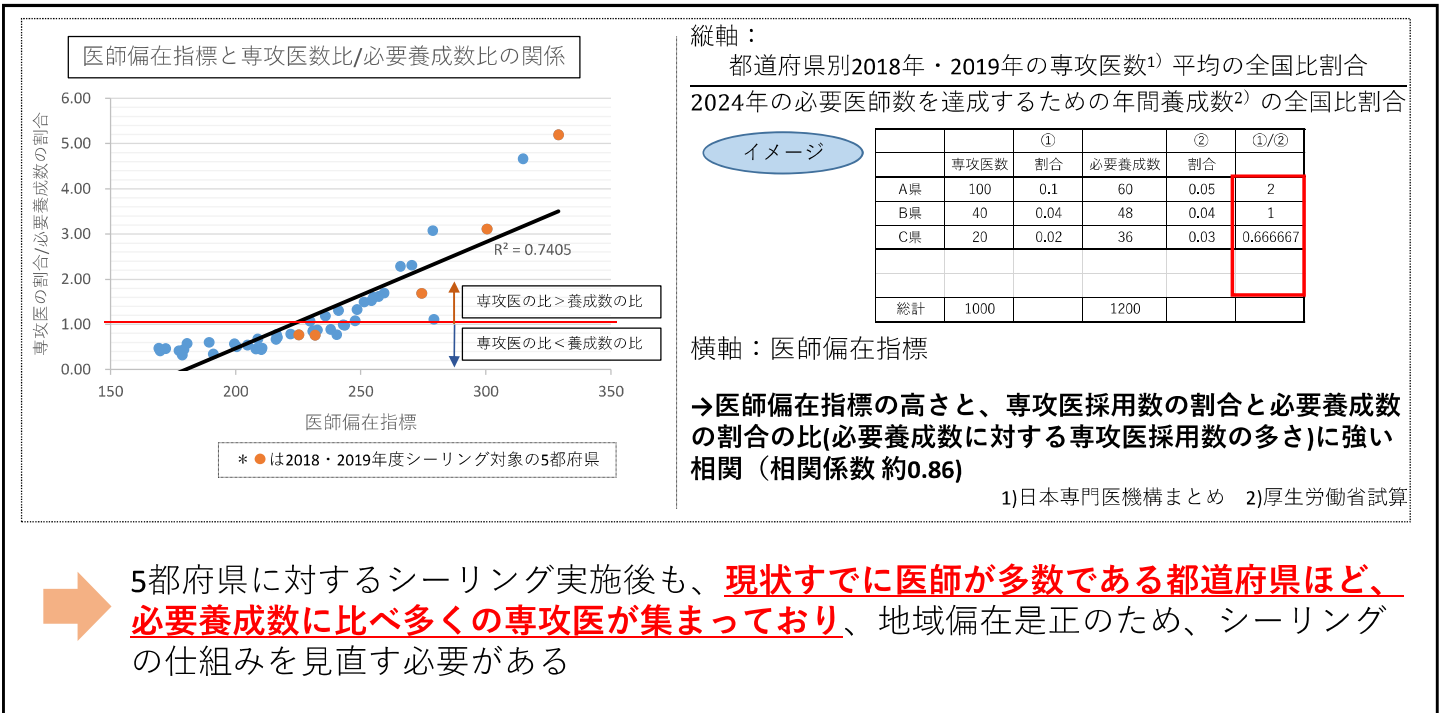 医師偏在指標と専攻医数比/必要養成数比の関係
専攻医の割合/必要養成数の割合
6.00
5.00
4.00
3.00
2.00
1.00
0.00
R² = 0.7405
専攻医の比＞養成数の比
専攻医の比＜養成数の比
150 200 250 300 350
医師偏在指標
＊●は2018・2019年度シーリング対象の5都府県
縦軸：
都道府県別2018年・2019年の専攻医数1) 平均の全国比割合
2024年の必要医師数を達成するための年間養成数2) の全国比割合
イメージ
① ② ①/②
専攻医数 割合 必要養成数 割合
A県 100 0.1 60 0.05 2
B県 40 0.04 48 0.04 1
C県 20 0.02 36 0.03 0.666667
総計 1000 1200
横軸：医師偏在指標
→医師偏在指標の高さと、専攻医採用数の割合と必要養成数
の割合の比(必要養成数に対する専攻医採用数の多さ)に強い
相関（相関係数 約0.86)
1)日本専門医機構まとめ 2)厚生労働省試算
5都府県に対するシーリング実施後も、現状すでに医師が多数である都道府県ほど、
必要養成数に比べ多くの専攻医が集まっており、地域偏在是正のため、シーリング
の仕組みを見直す必要がある